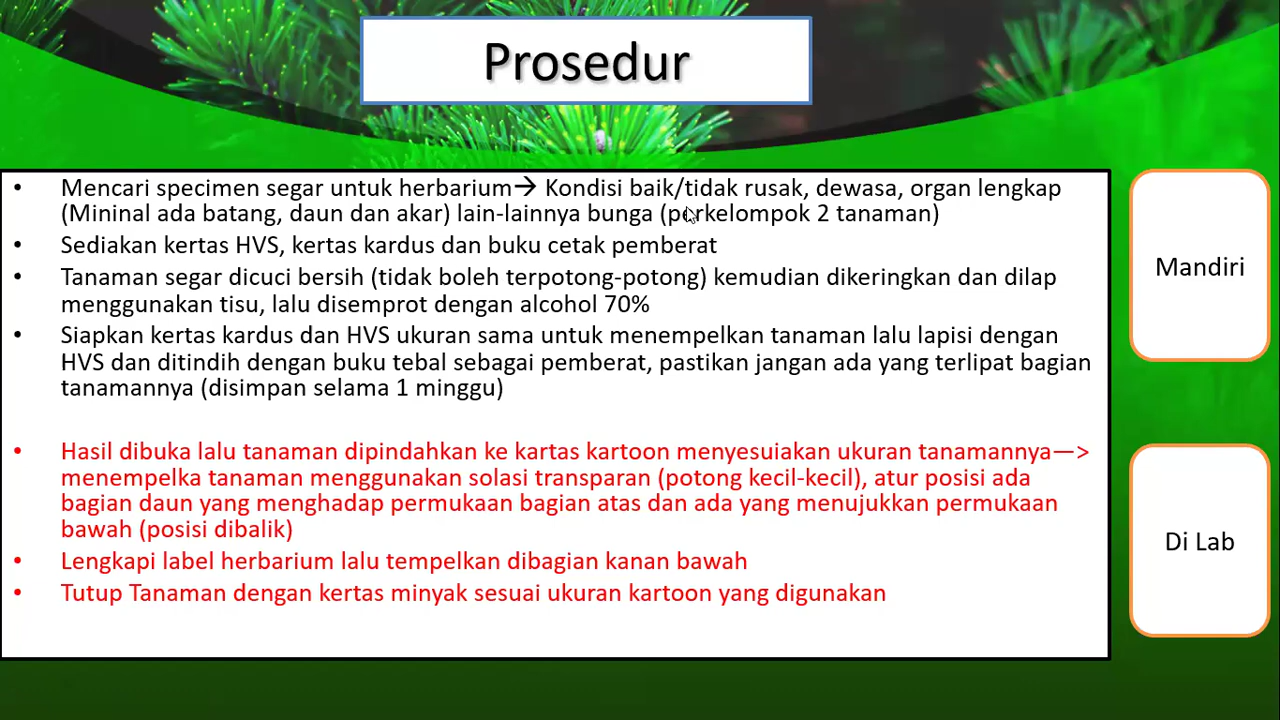 Prosedur
• Mencari specimen segar untuk herbarium→ Kondisi baik/tidak rusak, dewasa, organ lengkap
(Mininal ada batang, daun dan akar) lain-lainnya bunga (perkelompok 2 tanaman)
• Sediakan kertas HVS, kertas kardus dan buku cetak pemberat
• Tanaman segar dicuci bersih (tidak boleh terpotong-potong) kemudian dikeringkan dan dilap
menggunakan tisu, lalu disemprot dengan alcohol 70%
• Siapkan kertas kardus dan HVS ukuran sama untuk menempelkan tanaman lalu lapisi dengan
HVS dan ditindih dengan buku tebal sebagai pemberat, pastikan jangan ada yang terlipat bagian
tanamannya (disimpan selama 1 minggu)
Mandiri
• Hasil dibuka lalu tanaman dipindahkan ke kartas kartoon menyesuiakan ukuran tanamannya—>
menempelka tanaman menggunakan solasi transparan (potong kecil-kecil), atur posisi ada
bagian daun yang menghadap permukaan bagian atas dan ada yang menujukkan permukaan
bawah (posisi dibalik)
• Lengkapi label herbarium lalu tempelkan dibagian kanan bawah
• Tutup Tanaman dengan kertas minyak sesuai ukuran kartoon yang digunakan
Di Lab